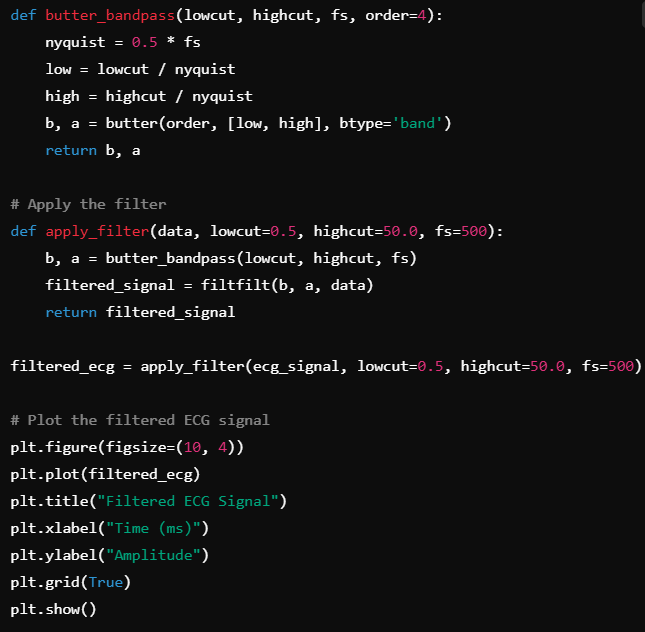 def butter_bandpass(lowcut, highcut, fs, order=4):
    nyquist = 0.5 * fs
    low = lowcut / nyquist
    high = highcut / nyquist
    b, a = butter(order, [low, high], btype='band')
    return b, a

# Apply the filter
def apply_filter(data, lowcut=0.5, highcut=50.0, fs=500):
    b, a = butter_bandpass(lowcut, highcut, fs)
    filtered_signal = filtfilt(b, a, data)
    return filtered_signal

filtered_ecg = apply_filter(ecg_signal, lowcut=0.5, highcut=50.0, fs=500)

# Plot the filtered ECG signal
plt.figure(figsize=(10, 4))
plt.plot(filtered_ecg)
plt.title("Filtered ECG Signal")
plt.xlabel("Time (ms)")
plt.ylabel("Amplitude")
plt.grid(True)
plt.show()